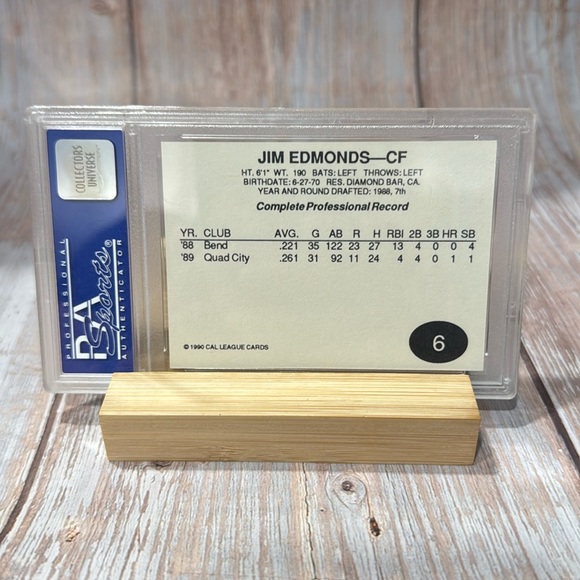 COLLECTORS
UNIVERSE
PROFESSIONAL
PSA
Sports®
AUTHENTICATOR
JIM EDMONDS—CF
HT. 6'1" WT. 190 BATS: LEFT THROWS: LEFT
BIRTHDATE: 6-27-70 RES. DIAMOND BAR, CA.
YEAR AND ROUND DRAFTED: 1988, 7th
Complete Professional Record
YR. CLUB AVG. G AB R H RBI 2B 3B HR SB
'88 Bend .221 35 122 23 27 13 4 0 0 4
'89 Quad City .261 31 92 11 24 4 4 0 1 1
© 1990 CAL LEAGUE CARDS
6